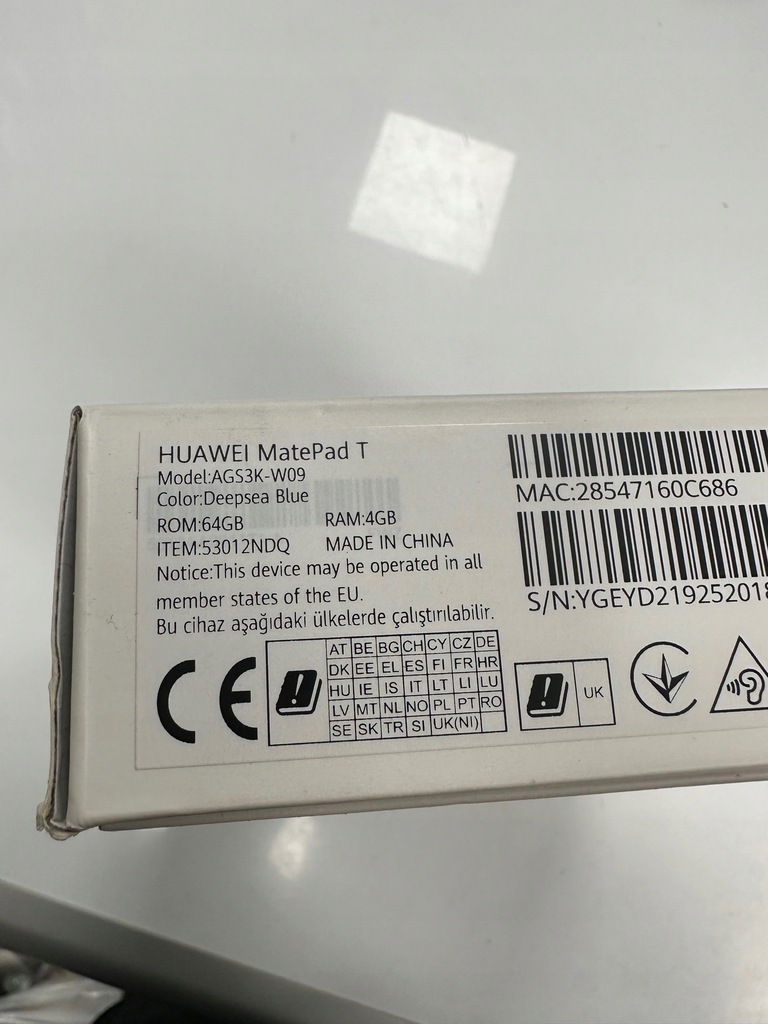 HUAWEI MatePad T
Model:AGS3K-W09
Color:Deepsea Blue
ROM:64GB RAM:4GB
ITEM:53012NDQ MADE IN CHINA
Notice:This device may be operated in all
member states of the EU.
Bu cihaz aşağıdaki ülkelerde çalıştırılabilir.
CE
AT BE BG CH CY CZ DE
DK EE EL ES FI FR HR
HU IE IS IT LT LI LU
LV MT NL NO PL PT RO
SE SK TR SI UK(NI)
MAC:28547160C686
S/N:YGEYD219252018
UK